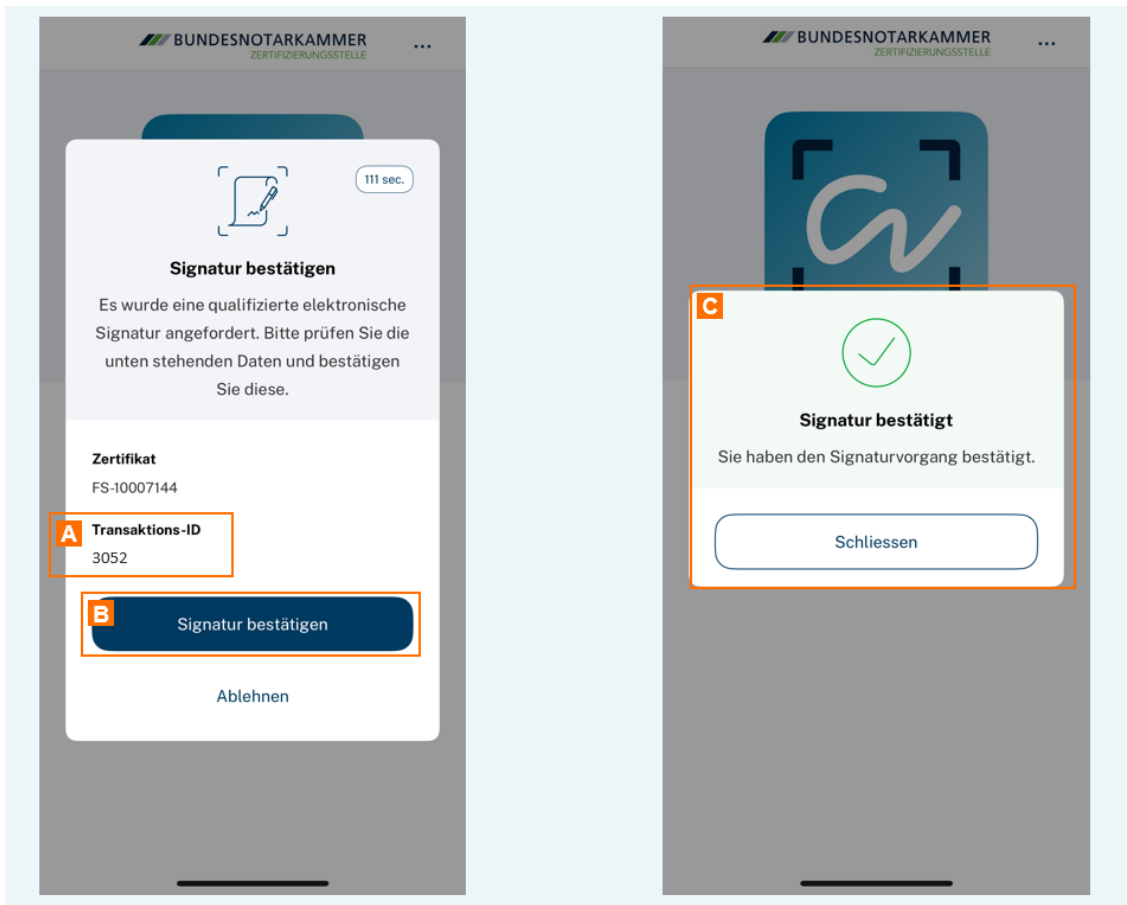 BUNDESNOTARKAMMER
ZERTIFIZIERUNGSSTELLE
...
111 sec.
Signatur bestätigen
Es wurde eine qualifizierte elektronische
Signatur angefordert. Bitte prüfen Sie die
unten stehenden Daten und bestätigen
Sie diese.
Zertifikat
FS-10007144
A
Transaktions-ID
3052
B
Signatur bestätigen
Ablehnen
BUNDESNOTARKAMMER
ZERTIFIZIERUNGSSTELLE
...
C
Signatur bestätigt
Sie haben den Signaturvorgang bestätigt.
Schliessen